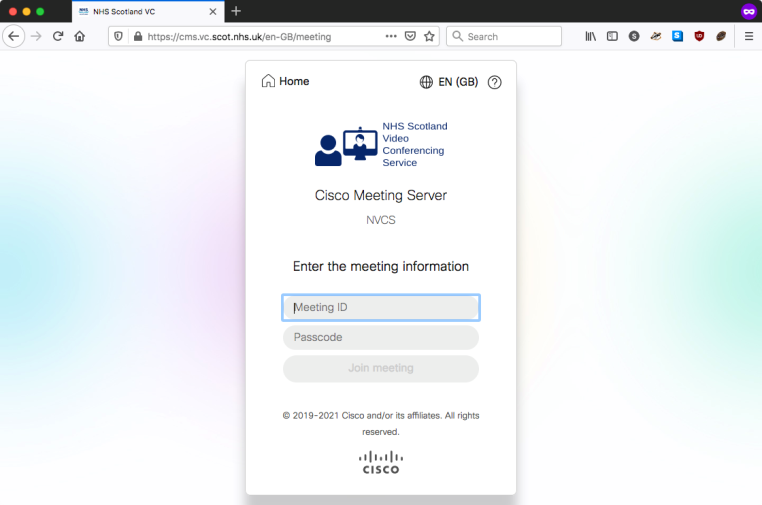 NHS Scotland VC
https://cms.vc.scot.nhs.uk/en-GB/meeting
Search
Home
EN (GB)
NHS Scotland
Video
Conferencing
Service
Cisco Meeting Server
NVCS
Enter the meeting information
Meeting ID
Passcode
Join meeting
© 2019-2021 Cisco and/or its affiliates. All rights
reserved.
CISCO